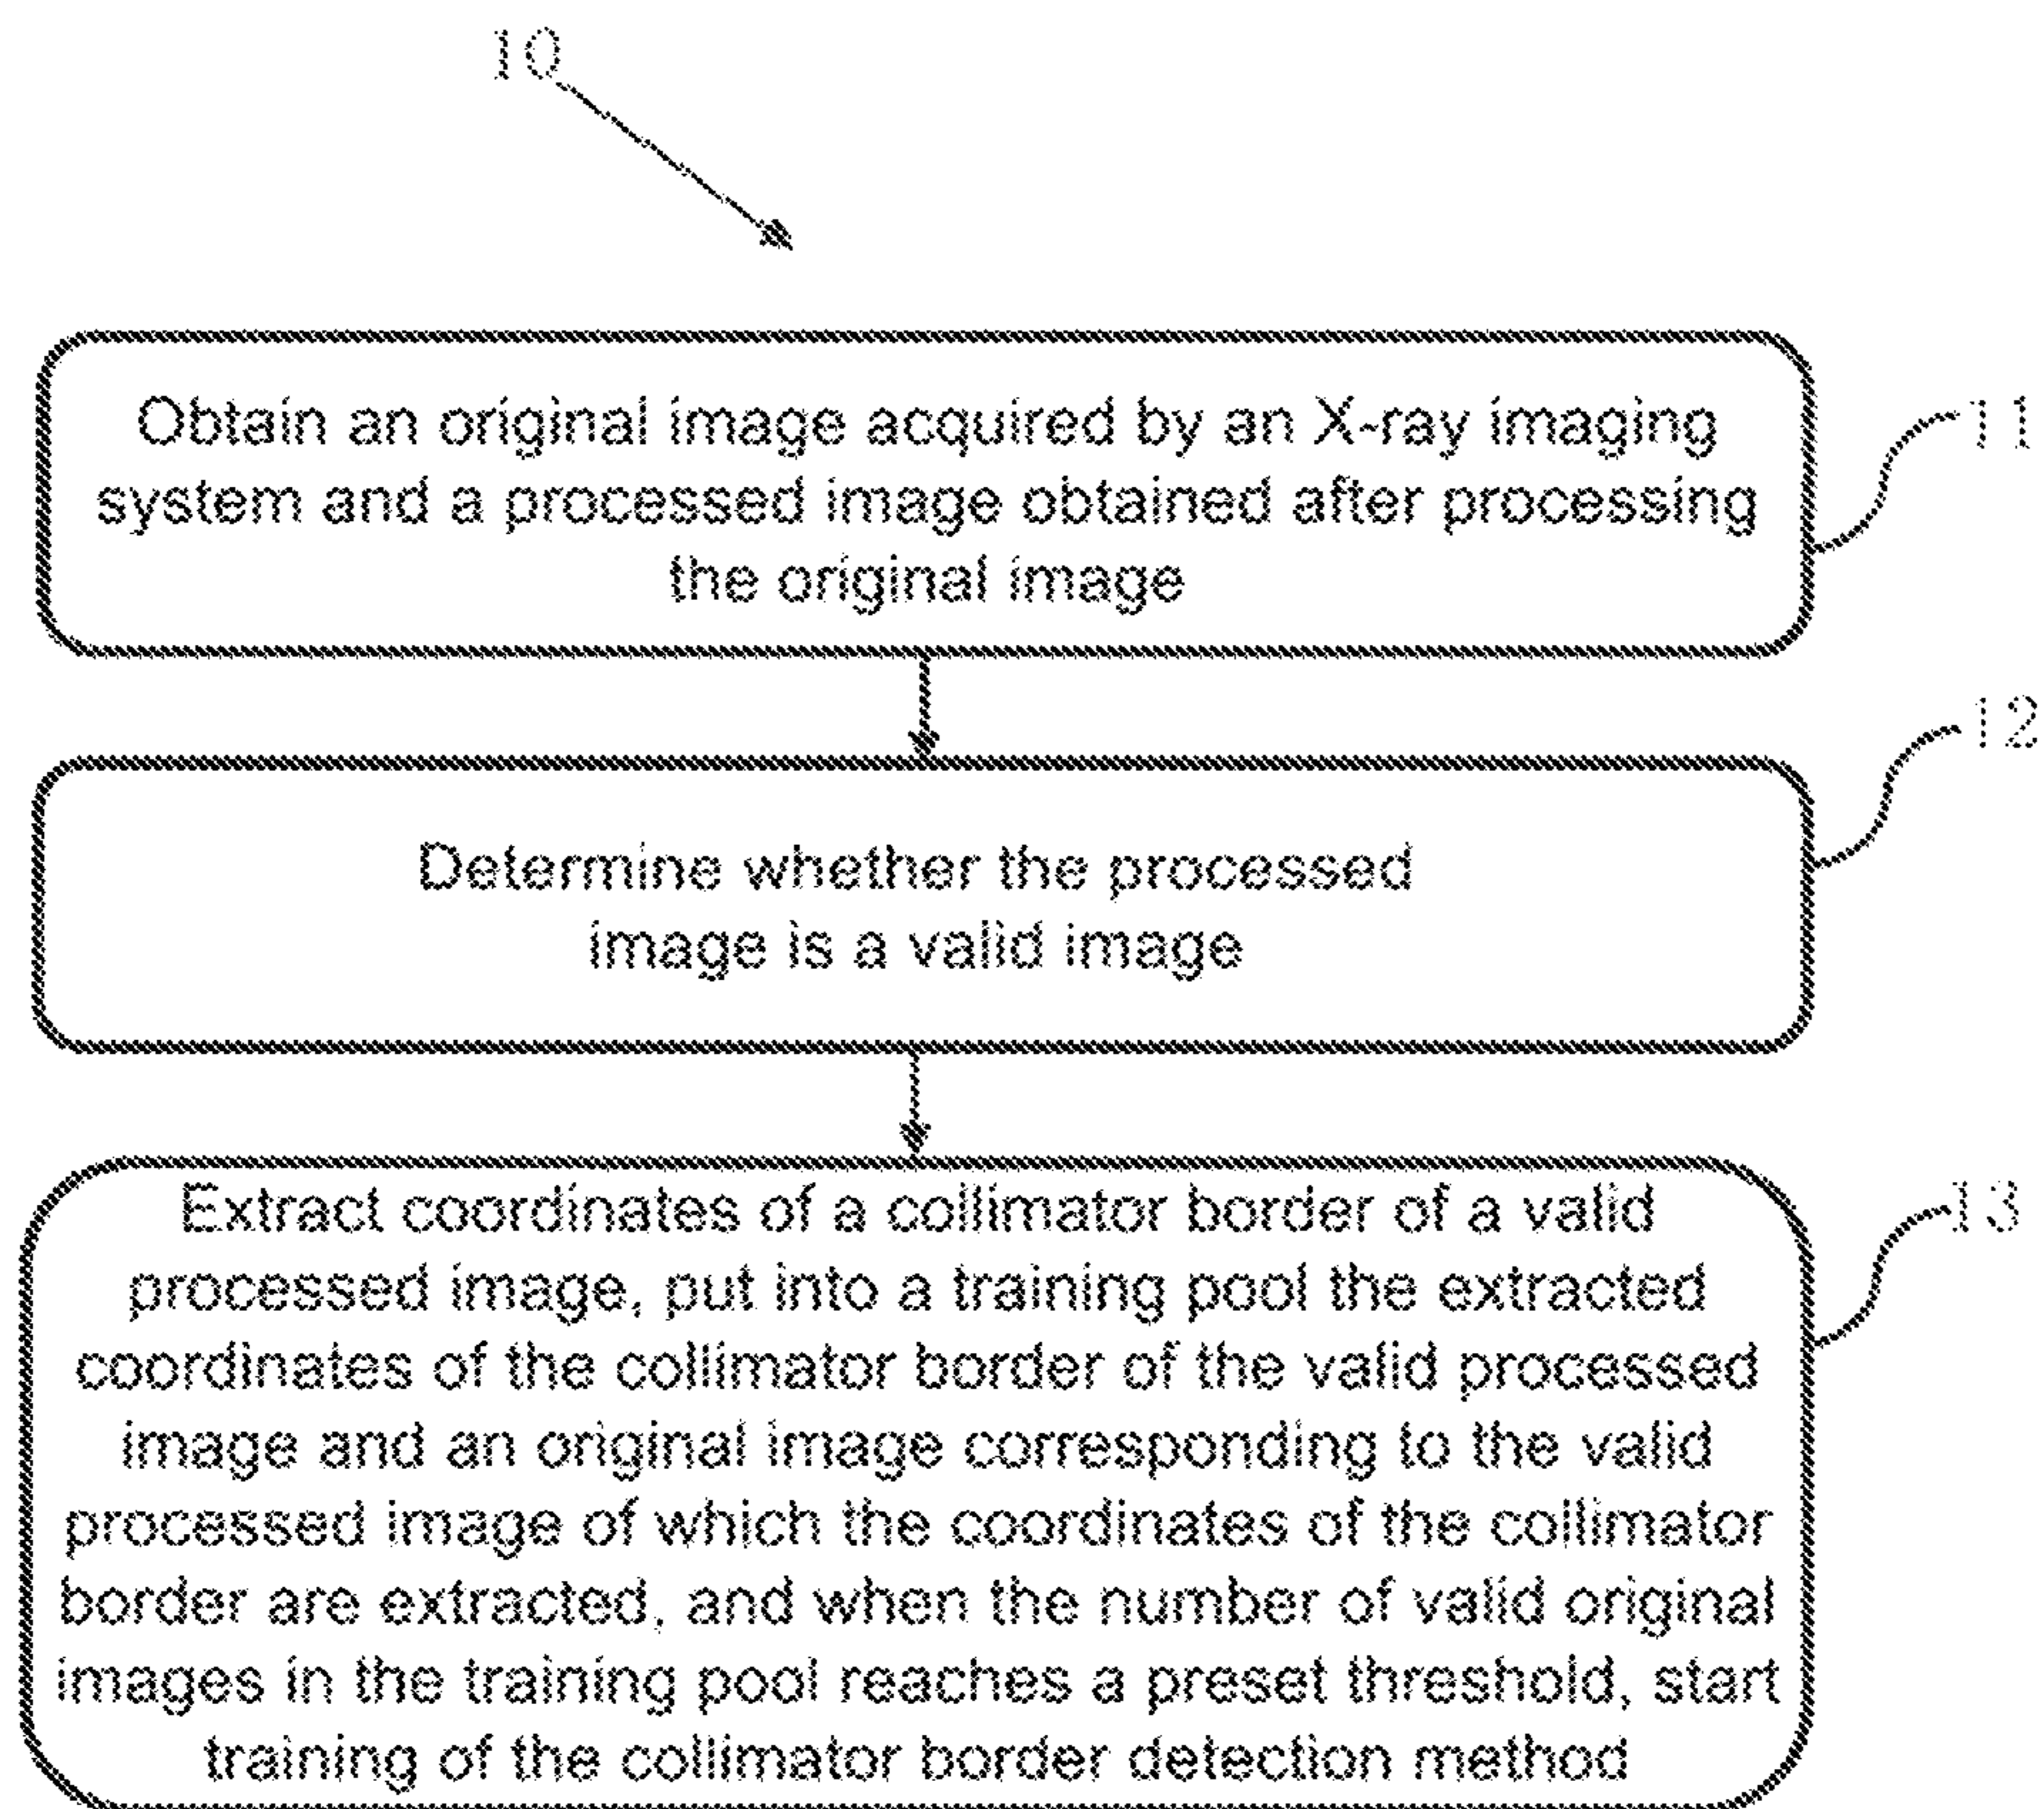 10
Obtain an original image acquired by an X-ray imaging
system and a processed image obtained after processing
the original image
11
Determine whether the processed
image is a valid image
12
Extract coordinates of a collimator border of a valid
processed image, put into a training pool the extracted
coordinates of the collimator border of the valid processed
image and an original image corresponding to the valid
processed image of which the coordinates of the collimator
border are extracted, and when the number of valid original
images in the training pool reaches a preset threshold, start
training of the collimator border detection method
13